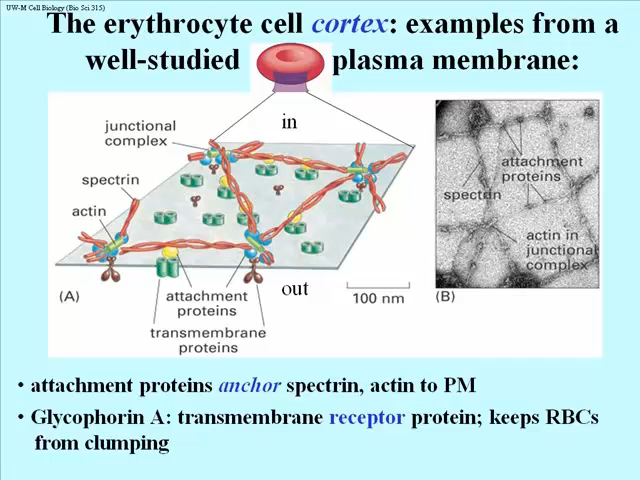 UW-M Cell Biology (Bio Sci 315)
The erythrocyte cell cortex: examples from a
well-studied plasma membrane:
in
junctional
complex
spectrin
actin
attachment
proteins
transmembrane
proteins
out
100 nm
(A)
attachment
proteins
spectrin
actin in
junctional
complex
(B)
• attachment proteins anchor spectrin, actin to PM
• Glycophorin A: transmembrane receptor protein; keeps RBCs
from clumping